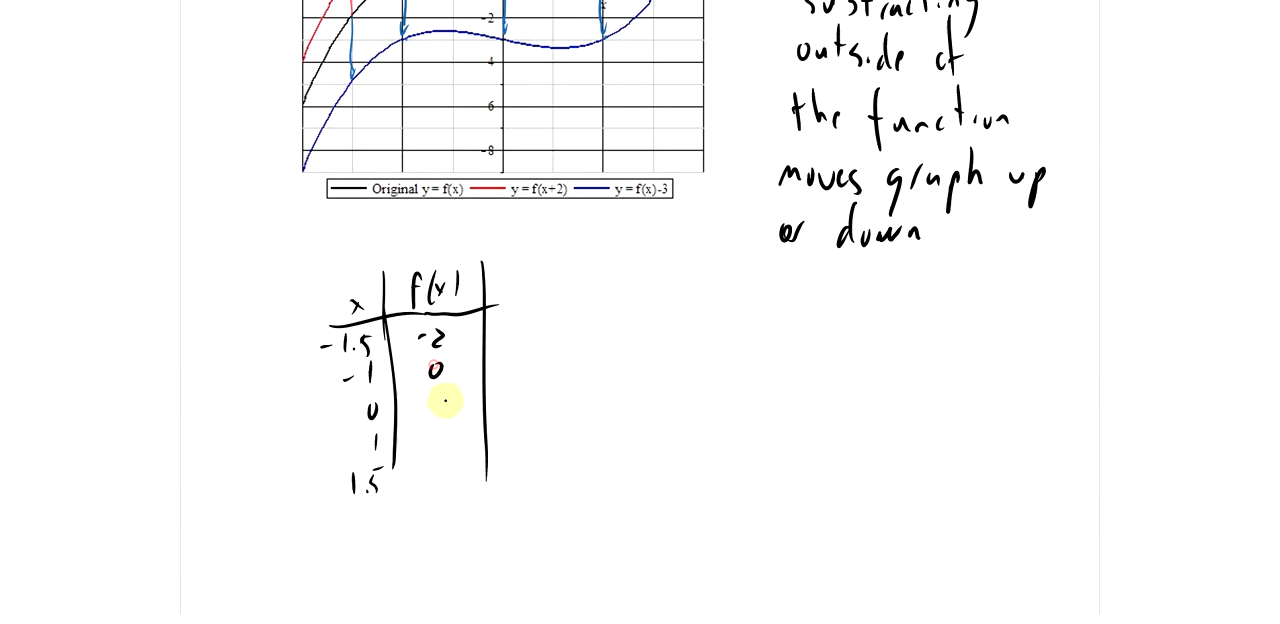 -2
outside of
the function
moves graph up
or down
-4
-6
-8
Original y = f(x) y = f(x+2) y = f(x)-3
x f(x)
-1.5 -2
-1 0
0
1
1.5